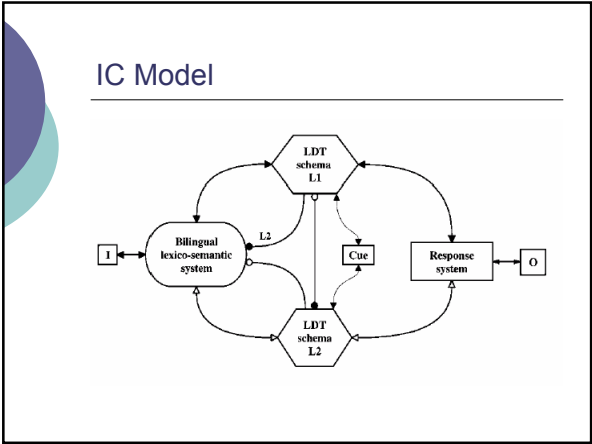 IC Model
LDT
schema
L1
L2
I
Bilingual
lexico-semantic
system
Cue
Response
system
O
LDT
schema
L2